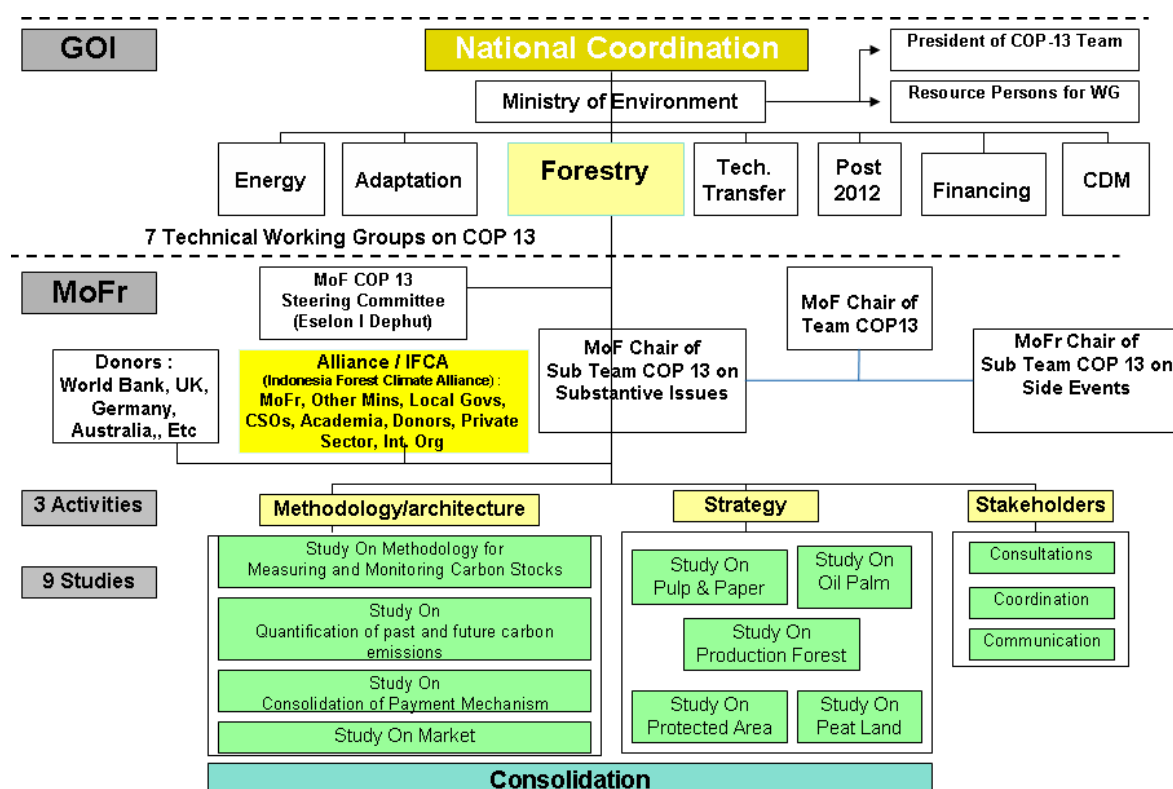 GOI
National Coordination
President of COP-13 Team
Ministry of Environment
Resource Persons for WG
Energy
Adaptation
Forestry
Tech.
Transfer
Post
2012
Financing
CDM
7 Technical Working Groups on COP 13
MoFr
MoF COP 13
Steering Committee
(Eselon I Dephut)
MoF Chair of
Team COP13
MoF Chair of
Sub Team COP 13 on
Substantive Issues
MoFr Chair of
Sub Team COP 13 on
Side Events
Donors :
World Bank, UK,
Germany,
Australia,, Etc
Alliance / IFCA
(Indonesia Forest Climate Alliance) :
MoFr, Other Mins, Local Govs,
CSOs, Academia, Donors, Private
Sector, Int. Org
3 Activities
Methodology/architecture
Strategy
Stakeholders
9 Studies
Study On Methodology for
Measuring and Monitoring Carbon Stocks
Study On
Quantification of past and future carbon
emissions
Study On
Consolidation of Payment Mechanism
Study On Market
Study On
Pulp & Paper
Study On
Oil Palm
Study On
Production Forest
Study On
Protected Area
Study On
Peat Land
Consultations
Coordination
Communication
Consolidation